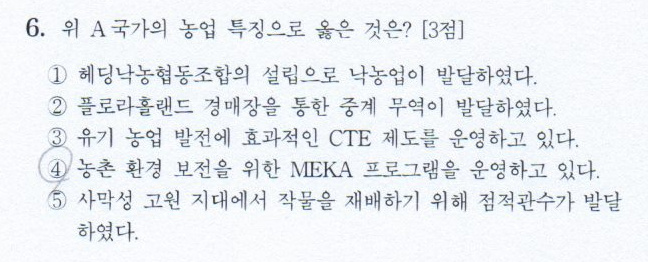 6. 위 A국가의 농업 특징으로 옳은 것은? [3점]
① 헤딩낙농협동조합의 설립으로 낙농업이 발달하였다.
② 플로라홀랜드 경매장을 통한 중계 무역이 발달하였다.
③ 유기 농업 발전에 효과적인 CTE 제도를 운영하고 있다.
④ 농촌 환경 보전을 위한 MEKA 프로그램을 운영하고 있다.
⑤ 사막성 고원 지대에서 작물을 재배하기 위해 점적관수가 발달
하였다.